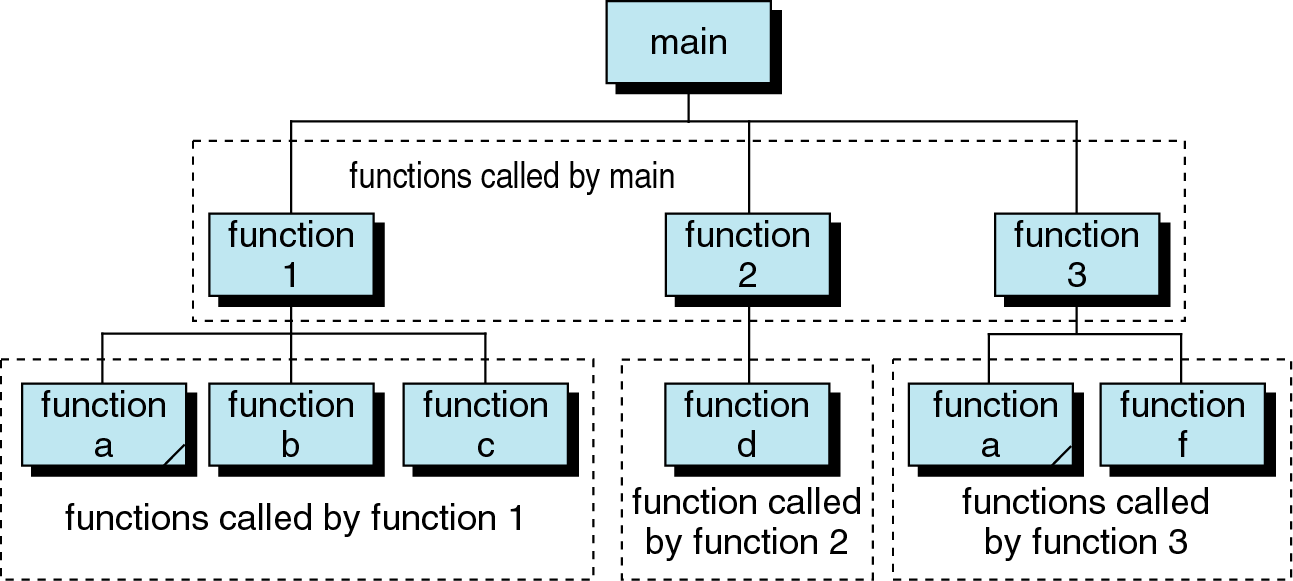 main
functions called by main
function
1
function
2
function
3
function
a
function
b
function
c
functions called by function 1
function
d
function called
by function 2
function
a
function
f
functions called
by function 3